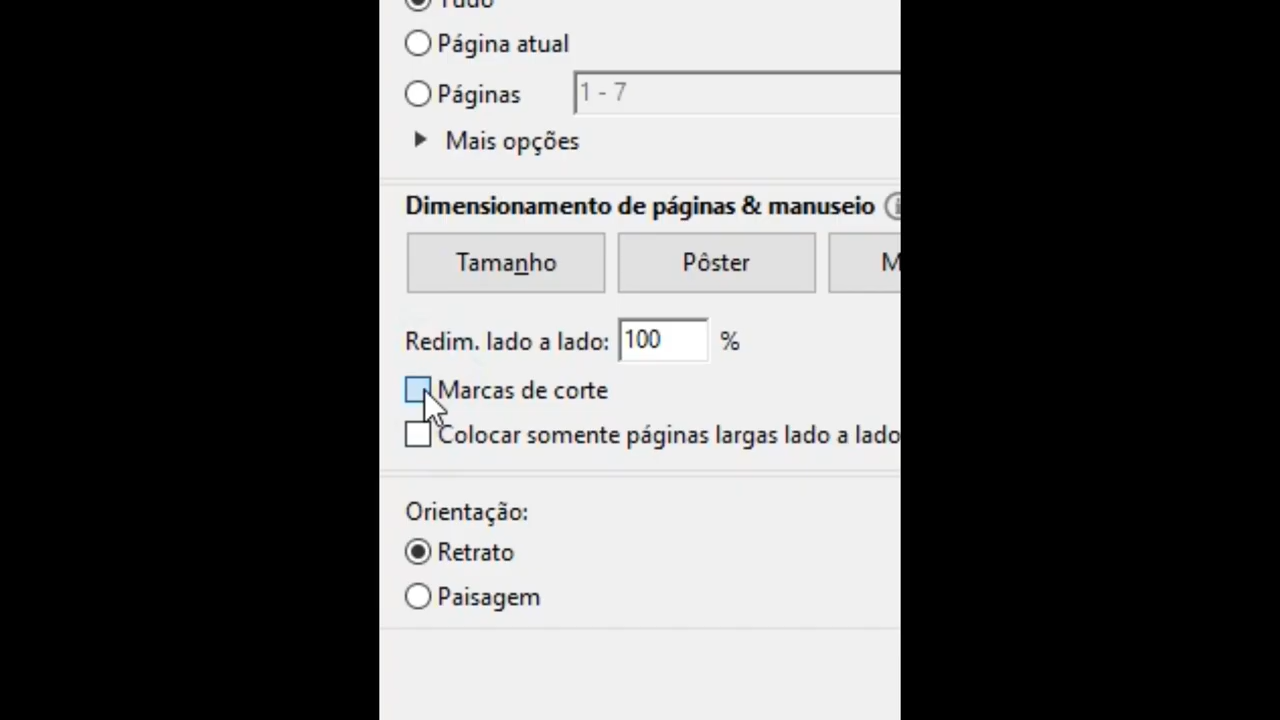 Tudo
Página atual
Páginas 1 - 7
Mais opções
Dimensionamento de páginas & manuseio
Tamanho Pôster M
Redim. lado a lado: 100 %
Marcas de corte
Colocar somente páginas largas lado a lado
Orientação:
Retrato
Paisagem